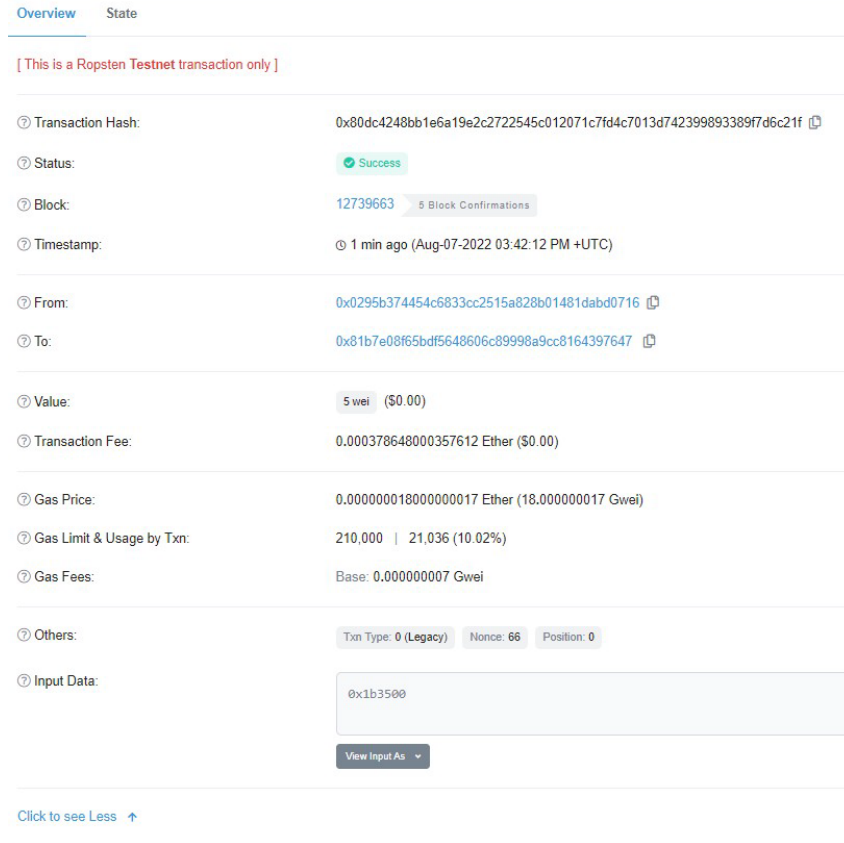 Overview State
[ This is a Ropsten Testnet transaction only ]
Transaction Hash: 0x80dc4248bb1e6a19e2c2722545c012071c7fd4c7013d742399893389f7d6c21f
Status: Success
Block: 12739663 5 Block Confirmations
Timestamp: 1 min ago (Aug-07-2022 03:42:12 PM +UTC)
From: 0x0295b374454c6833cc2515a828b01481dabd0716
To: 0x81b7e08f65bdf5648606c89998a9cc8164397647
Value: 5 wei ($0.00)
Transaction Fee: 0.000378648000357612 Ether ($0.00)
Gas Price: 0.000000018000000017 Ether (18.000000017 Gwei)
Gas Limit & Usage by Txn: 210,000 | 21,036 (10.02%)
Gas Fees: Base: 0.000000007 Gwei
Others: Txn Type: 0 (Legacy) Nonce: 66 Position: 0
Input Data: 0x1b3500
View Input As
Click to see Less